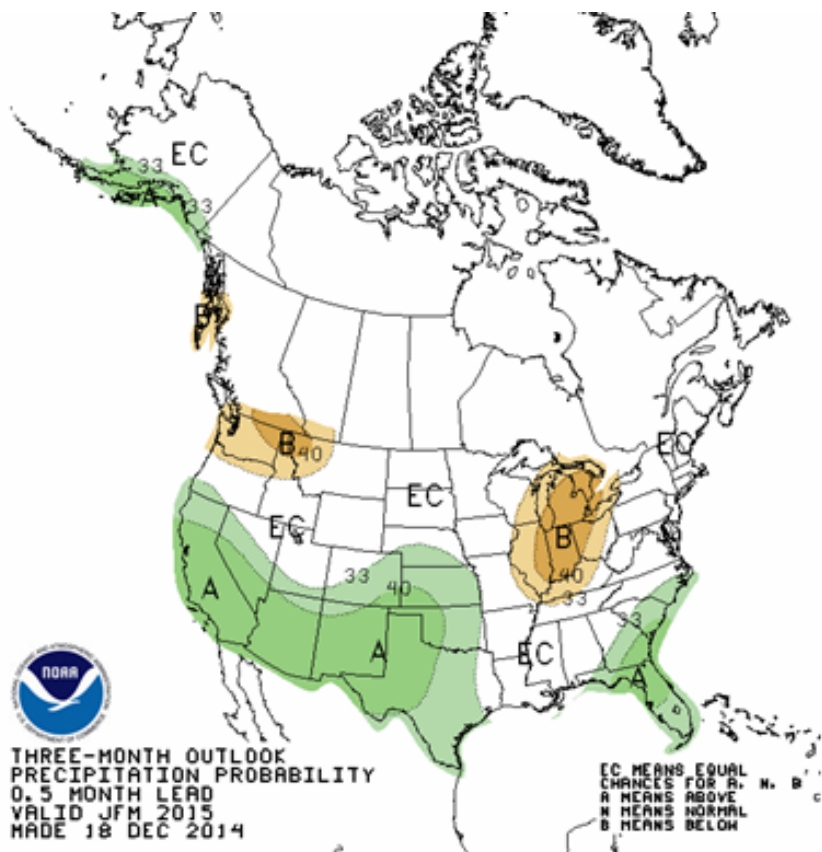 EC
33
A
33
B
B
40
EC
EC
EC
B
40
33
33
40
A
A
33
EC
A
NOAA
THREE-MONTH OUTLOOK
PRECIPITATION PROBABILITY
0.5 MONTH LEAD
VALID JFM 2015
MADE 18 DEC 2014
EC MEANS EQUAL
CHANCES FOR A, N, B
A MEANS ABOVE
N MEANS NORMAL
B MEANS BELOW